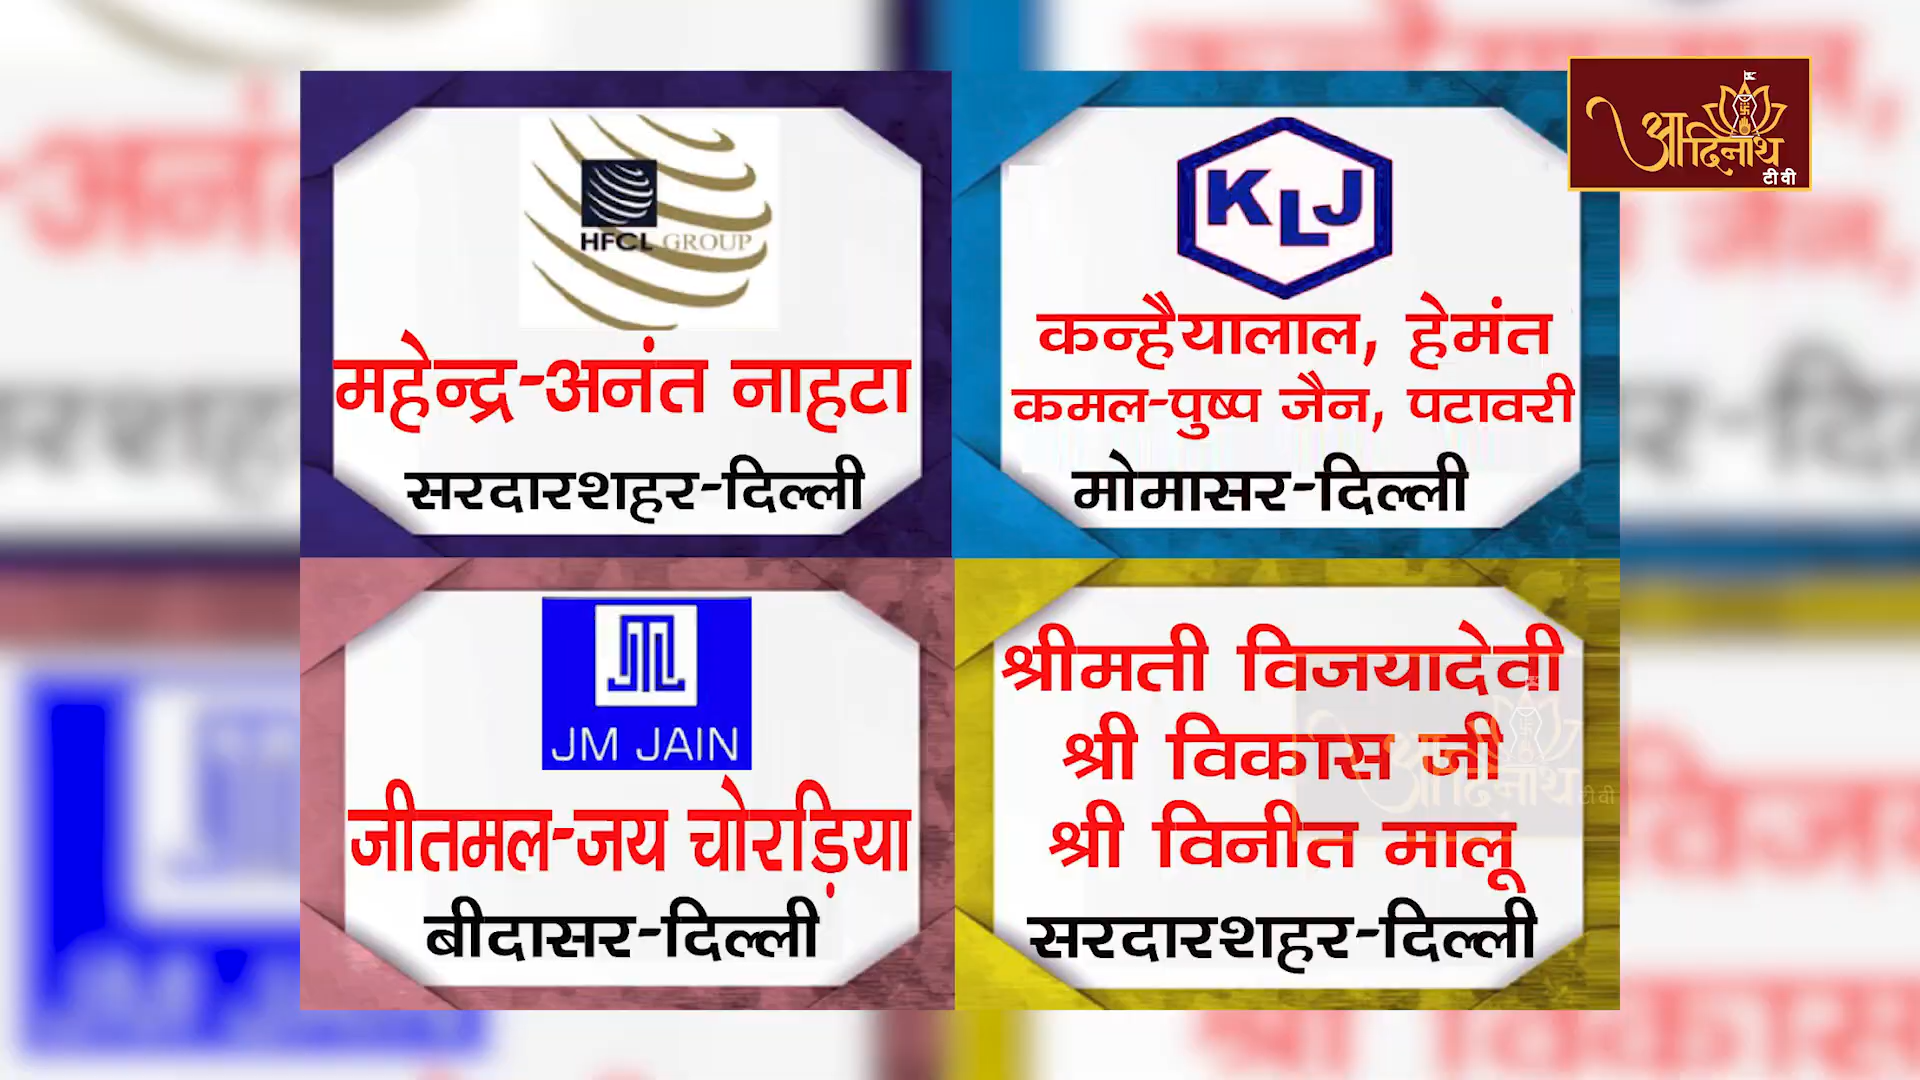 HFCL GROUP
महेन्द्र-अनंत नाहटा
सरदारशहर-दिल्ली
KLJ
कन्हैयालाल, हेमंत
कमल-पुष्प जैन, पटावरी
मोमासर-दिल्ली
आदिनाथ
टीवी
JM JAIN
जीतमल-जय चोरड़िया
बीदासर-दिल्ली
श्रीमती विजयादेवी
श्री विकास जी
श्री विनीत मालू
सरदारशहर-दिल्ली
आदिनाथ
टीवी